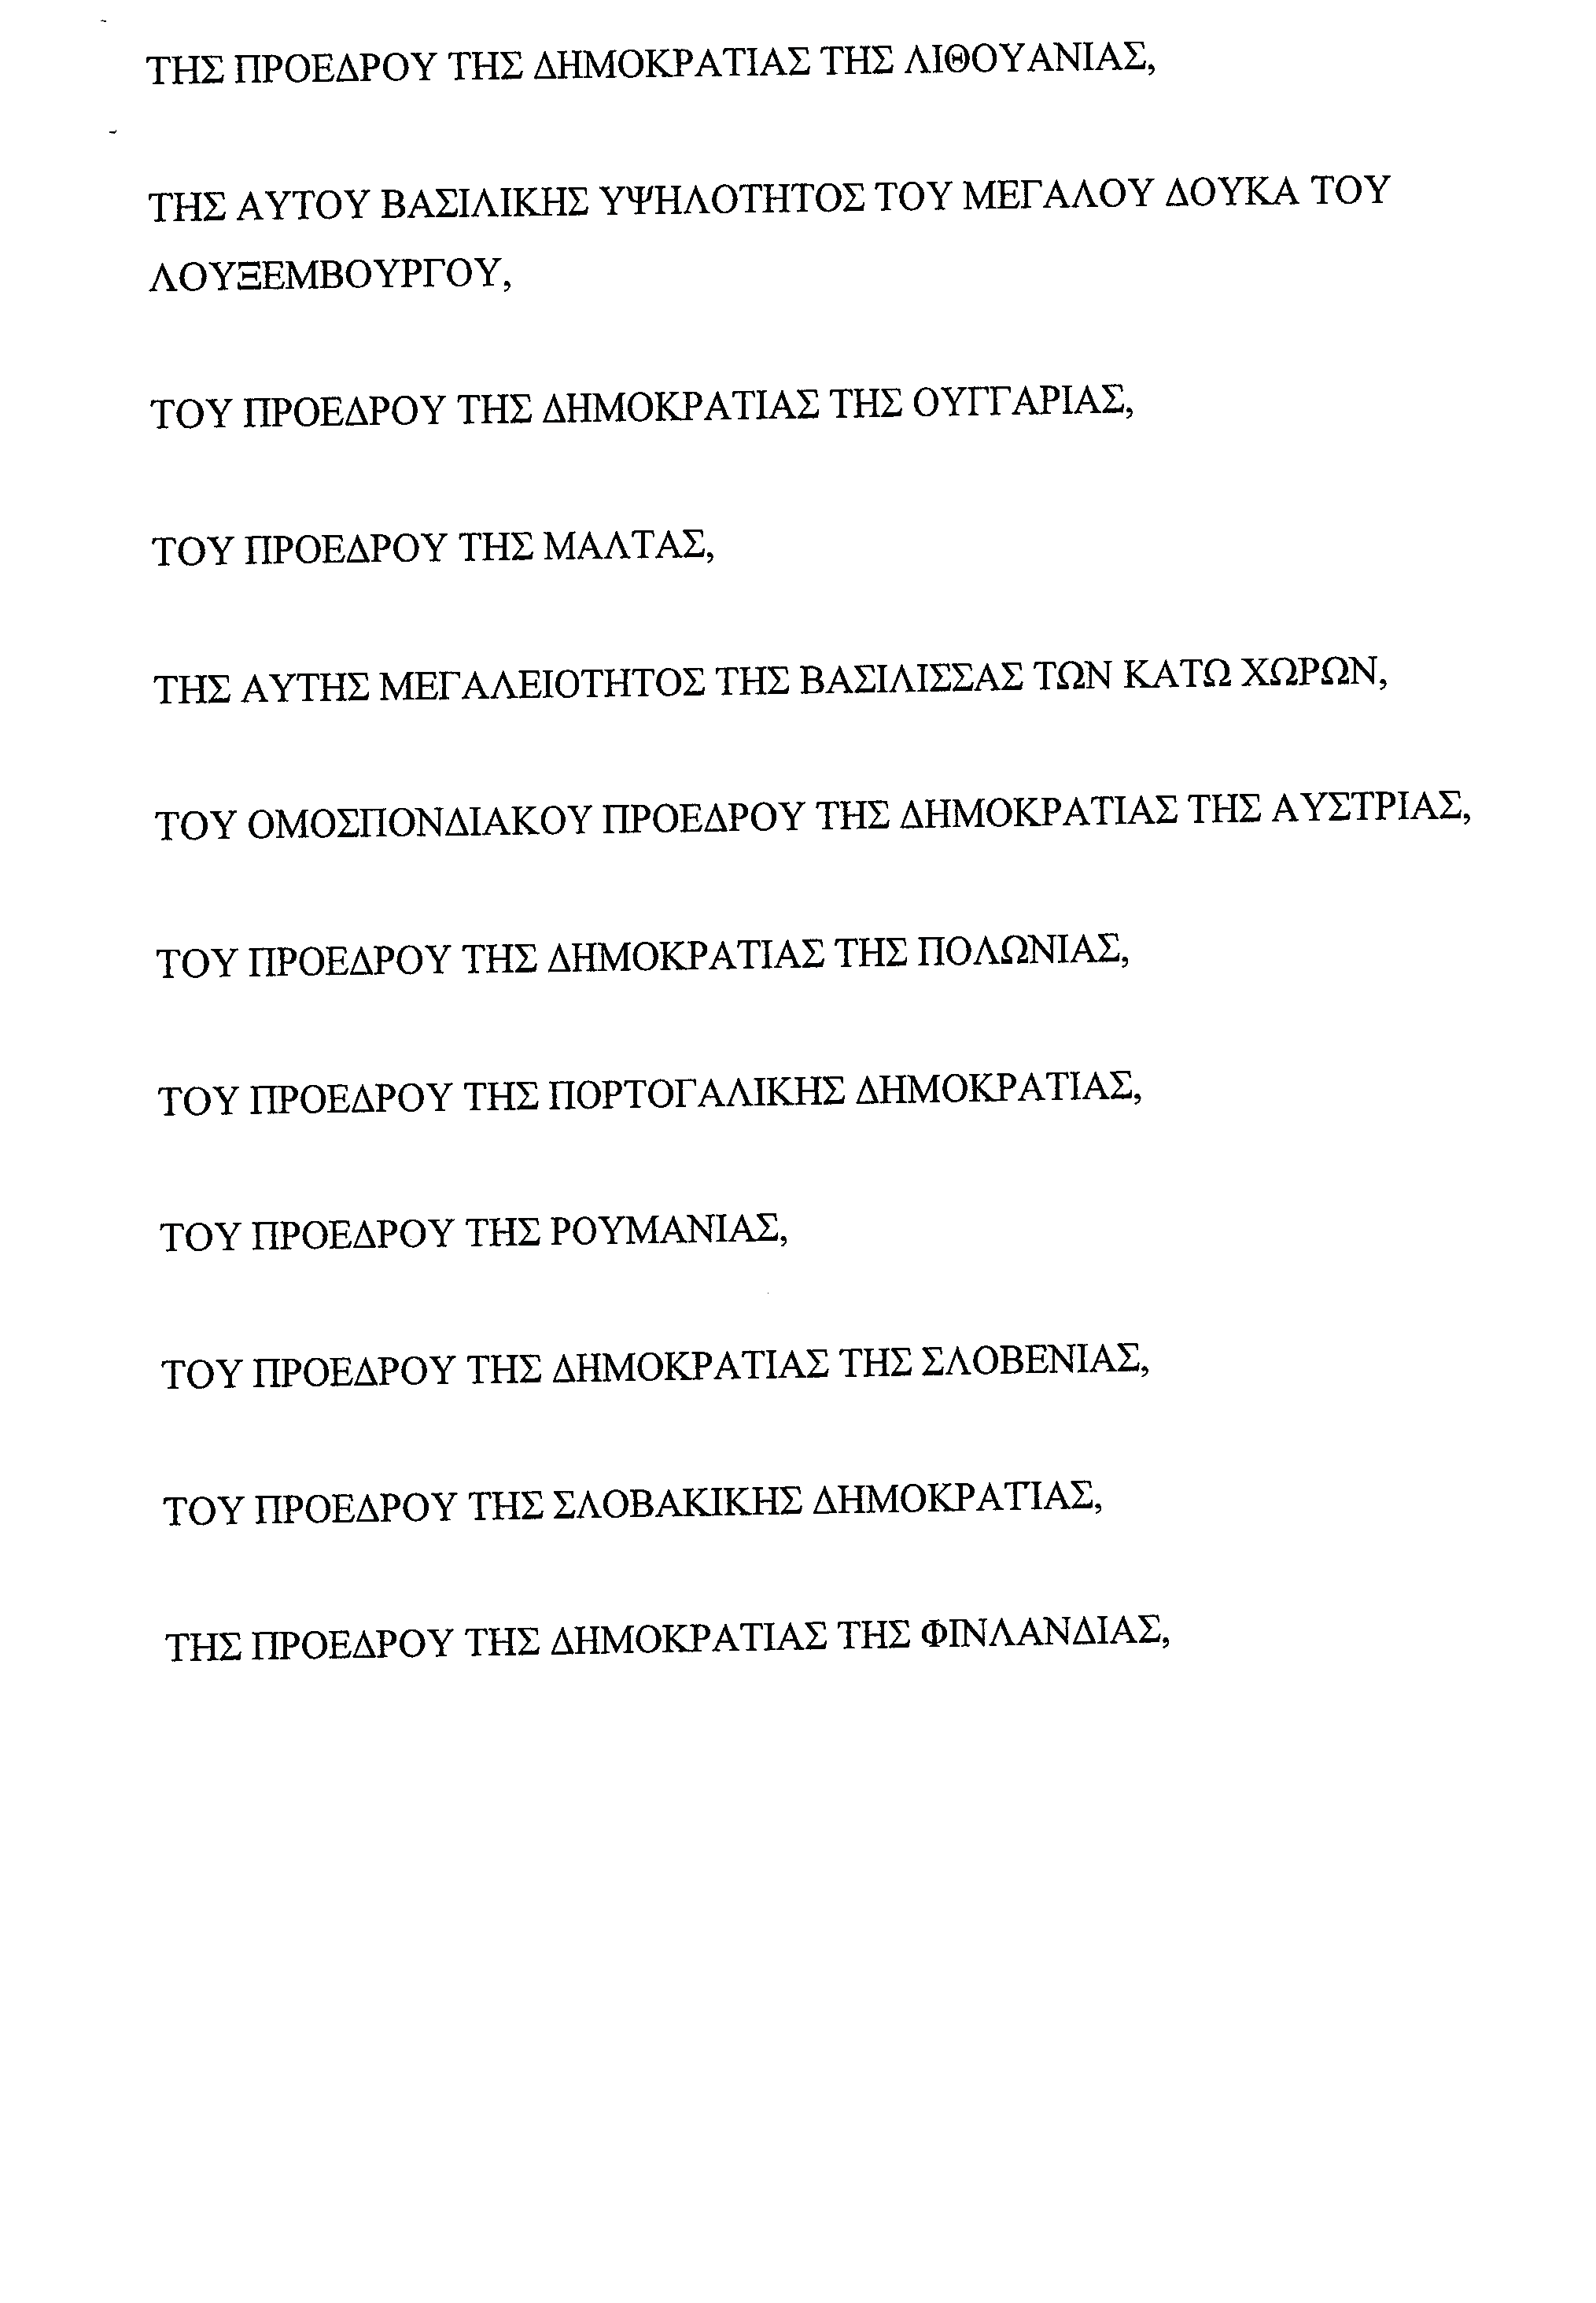 ΤΗΣ ΠΡΟΕΔΡΟΥ ΤΗΣ ΔΗΜΟΚΡΑΤΙΑΣ ΤΗΣ ΛΙΘΟΥΑΝΙΑΣ,
ΤΗΣ ΑΥΤΟΥ ΒΑΣΙΛΙΚΗΣ ΥΨΗΛΟΤΗΤΟΣ ΤΟΥ ΜΕΓΑΛΟΥ ΔΟΥΚΑ ΤΟΥ
ΛΟΥΞΕΜΒΟΥΡΓΟΥ,
ΤΟΥ ΠΡΟΕΔΡΟΥ ΤΗΣ ΔΗΜΟΚΡΑΤΙΑΣ ΤΗΣ ΟΥΓΓΑΡΙΑΣ,
ΤΟΥ ΠΡΟΕΔΡΟΥ ΤΗΣ ΜΑΛΤΑΣ,
ΤΗΣ ΑΥΤΗΣ ΜΕΓΑΛΕΙΟΤΗΤΟΣ ΤΗΣ ΒΑΣΙΛΙΣΣΑΣ ΤΩΝ ΚΑΤΩ ΧΩΡΩΝ,
ΤΟΥ ΟΜΟΣΠΟΝΔΙΑΚΟΥ ΠΡΟΕΔΡΟΥ ΤΗΣ ΔΗΜΟΚΡΑΤΙΑΣ ΤΗΣ ΑΥΣΤΡΙΑΣ,
ΤΟΥ ΠΡΟΕΔΡΟΥ ΤΗΣ ΔΗΜΟΚΡΑΤΙΑΣ ΤΗΣ ΠΟΛΩΝΙΑΣ,
ΤΟΥ ΠΡΟΕΔΡΟΥ ΤΗΣ ΠΟΡΤΟΓΑΛΙΚΗΣ ΔΗΜΟΚΡΑΤΙΑΣ,
ΤΟΥ ΠΡΟΕΔΡΟΥ ΤΗΣ ΡΟΥΜΑΝΙΑΣ,
ΤΟΥ ΠΡΟΕΔΡΟΥ ΤΗΣ ΔΗΜΟΚΡΑΤΙΑΣ ΤΗΣ ΣΛΟΒΕΝΙΑΣ,
ΤΟΥ ΠΡΟΕΔΡΟΥ ΤΗΣ ΣΛΟΒΑΚΙΚΗΣ ΔΗΜΟΚΡΑΤΙΑΣ,
ΤΗΣ ΠΡΟΕΔΡΟΥ ΤΗΣ ΔΗΜΟΚΡΑΤΙΑΣ ΤΗΣ ΦΙΝΛΑΝΔΙΑΣ,